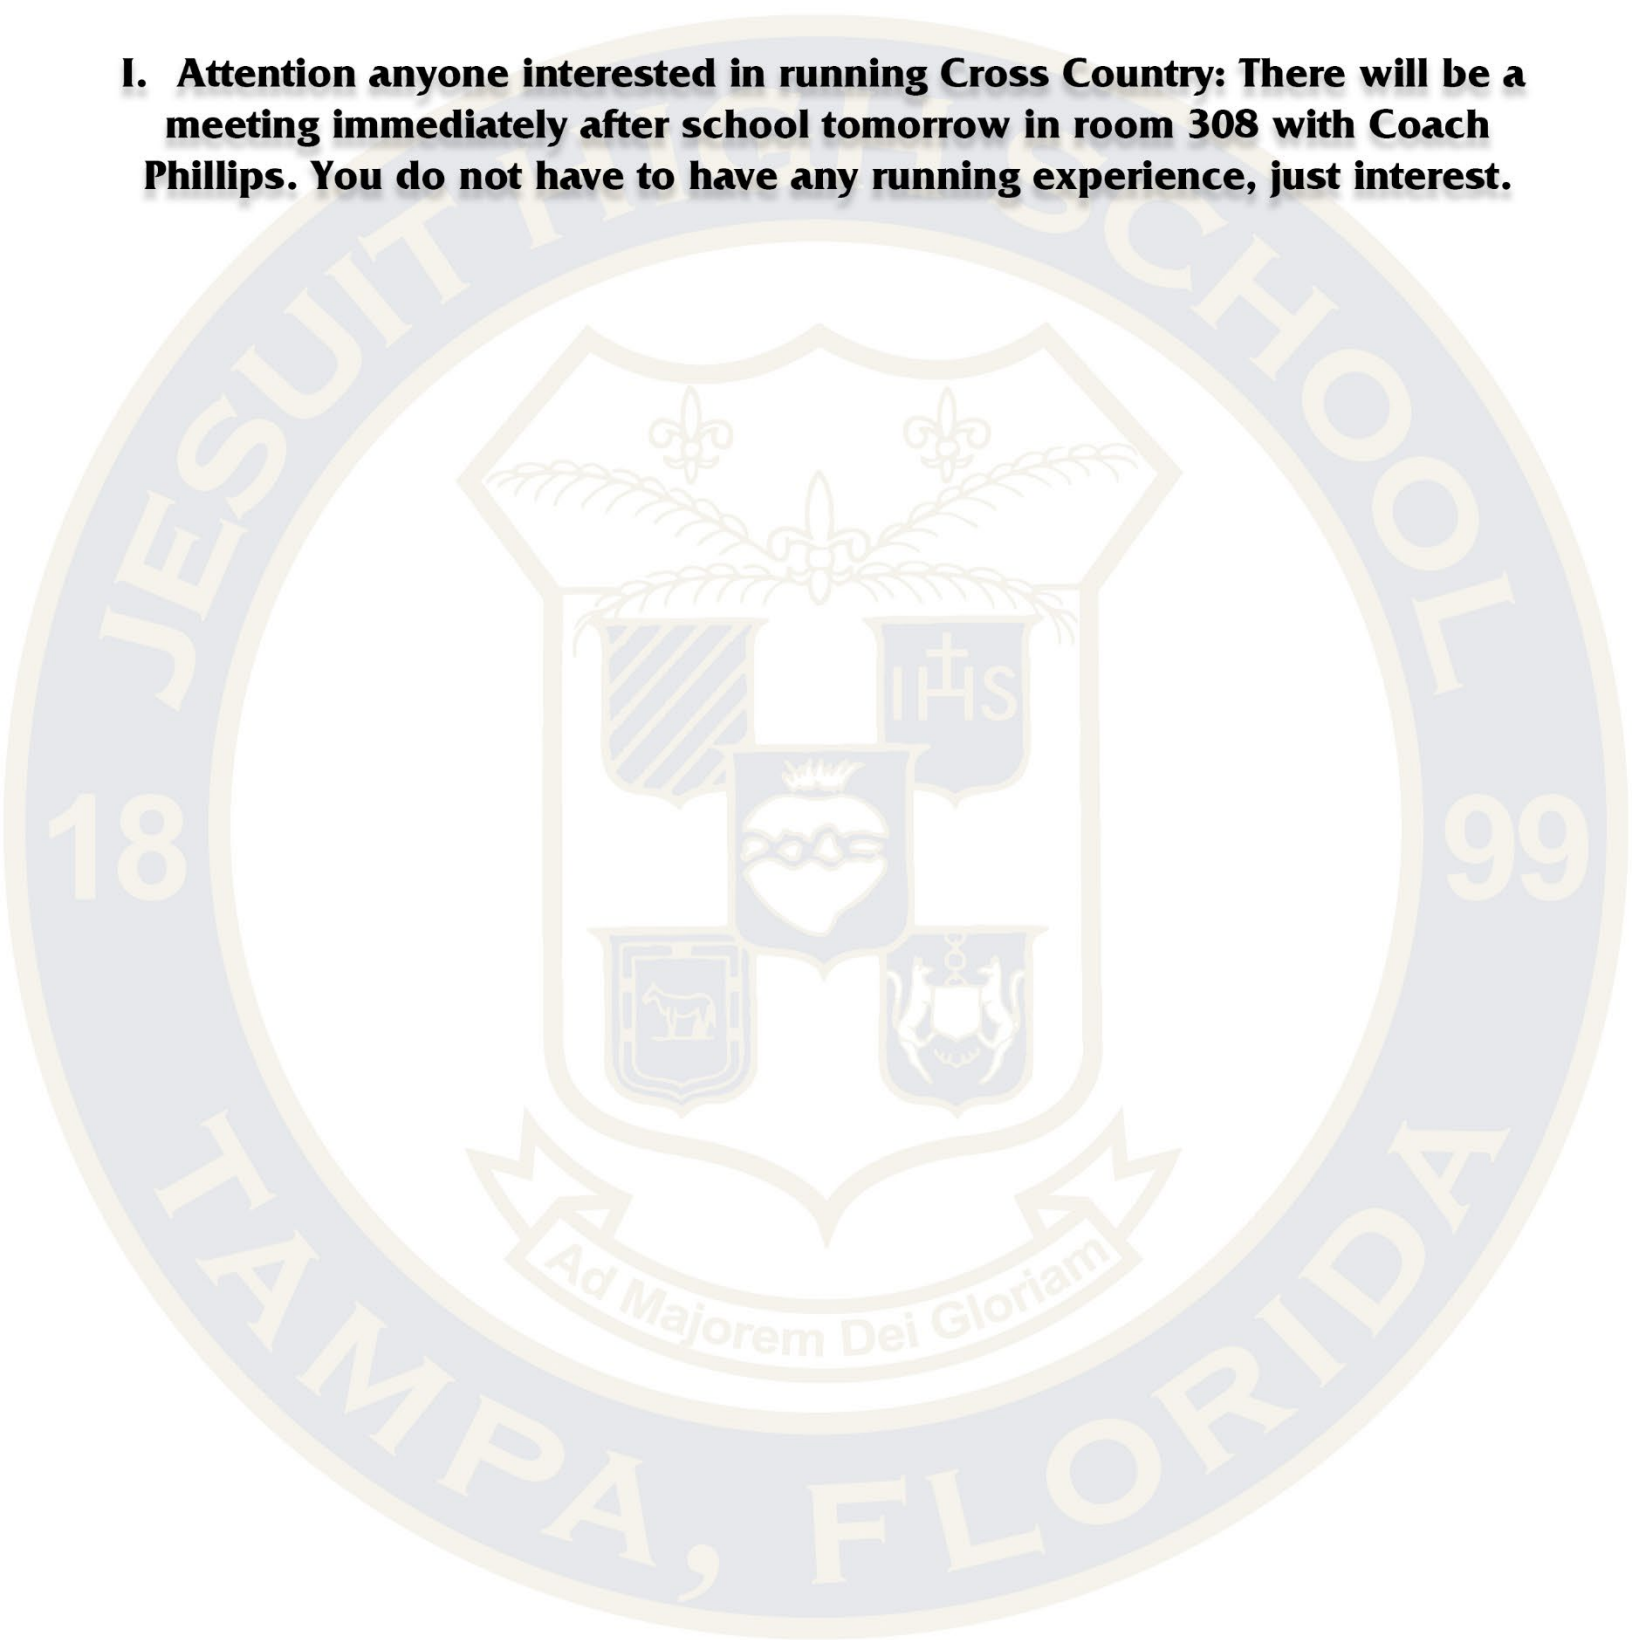 I. Attention anyone interested in running Cross Country: There will be a
meeting immediately after school tomorrow in room 308 with Coach
Phillips. You do not have to have any running experience, just interest.
JESUIT HIGH SCHOOL
IHS
18 99
Ad Majorem Dei Gloriam
TAMPA, FLORIDA